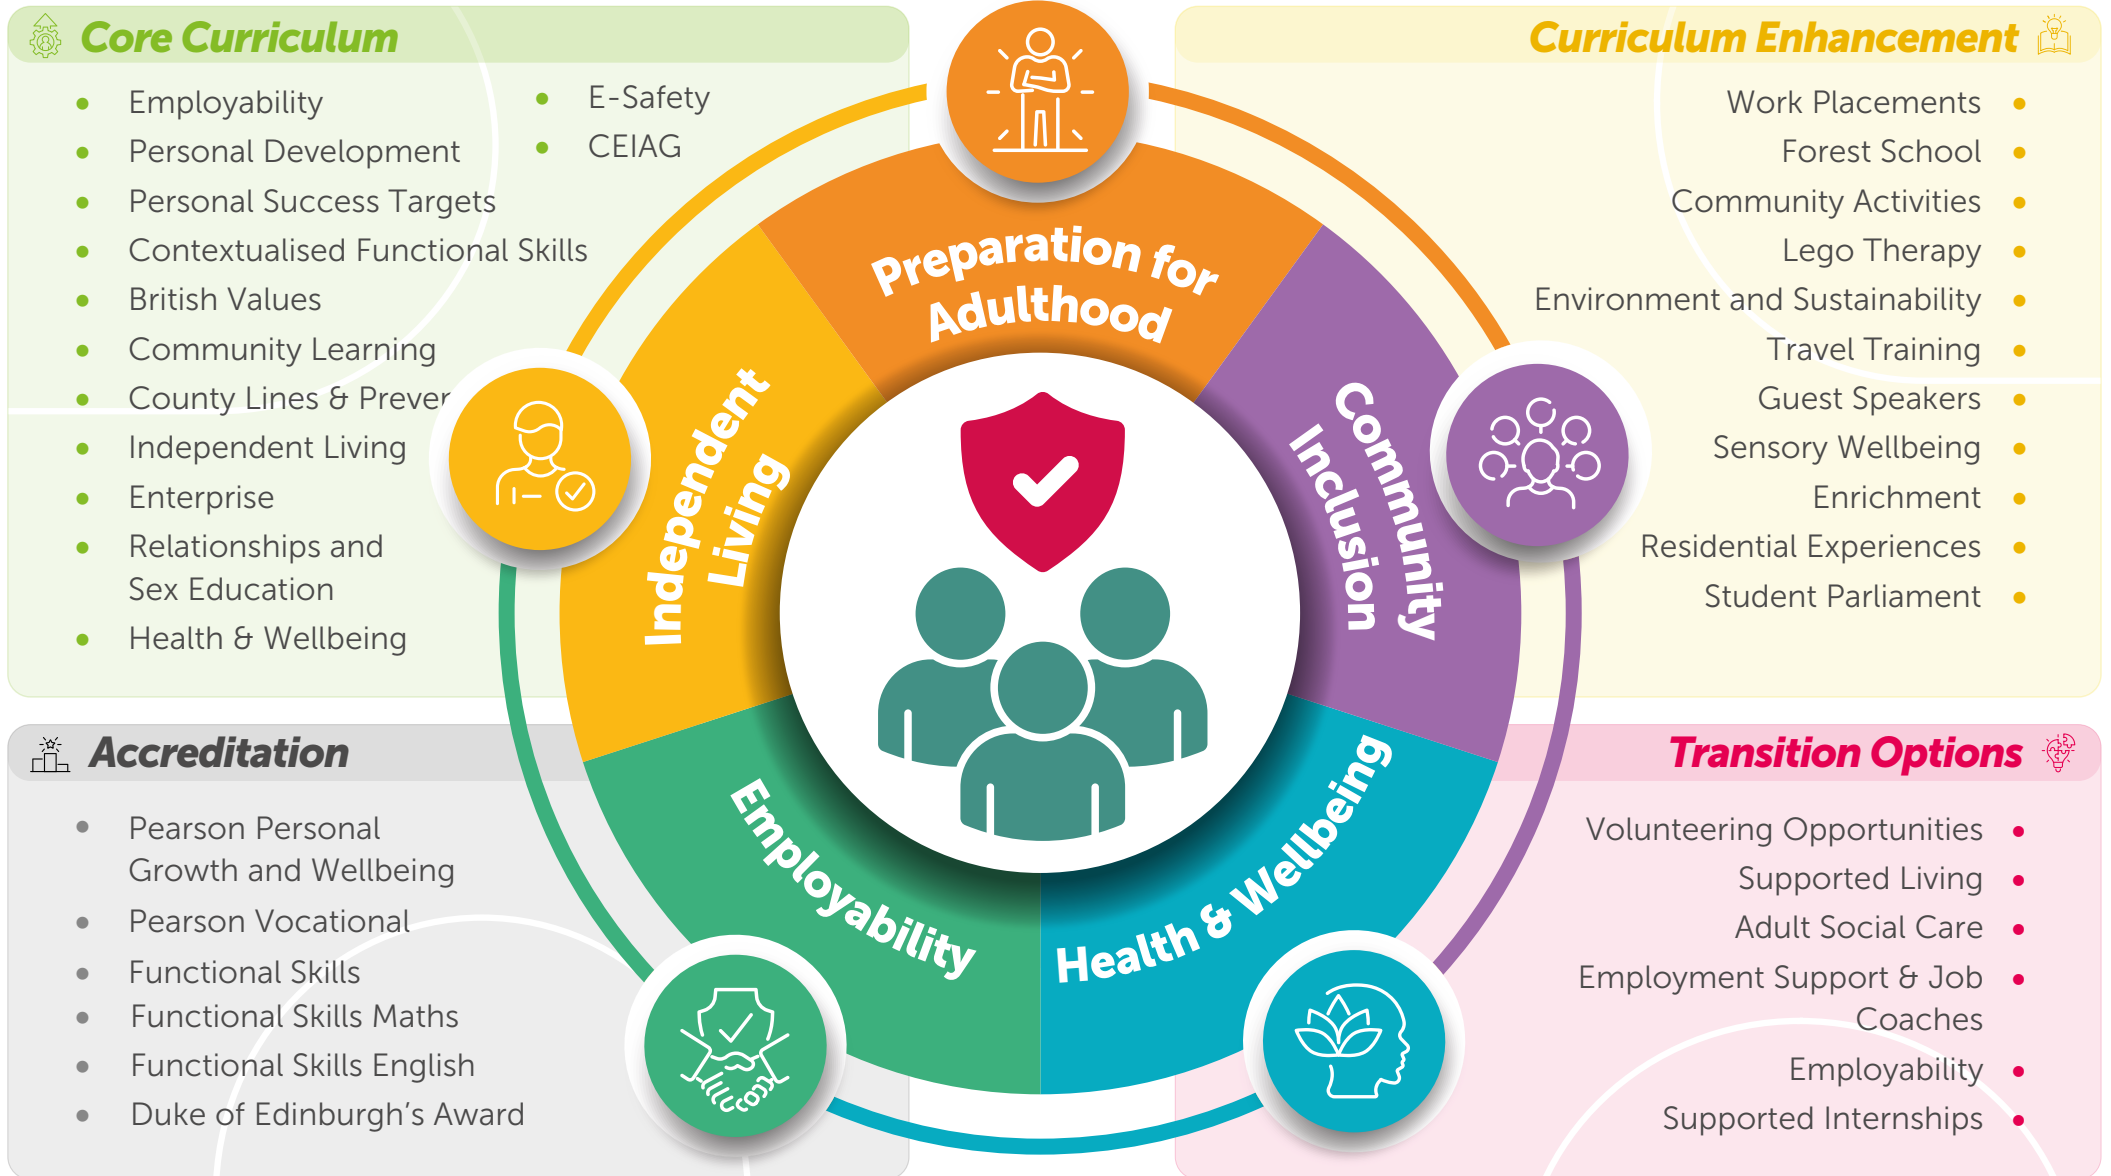 Core Curriculum
Employability
Personal Development
Personal Success Targets
Contextualised Functional Skills
British Values
Community Learning
County Lines & Prever
Independent Living
Enterprise
Relationships and
Sex Education
Health & Wellbeing
E-Safety
CEIAG
Curriculum Enhancement
Work Placements
Forest School
Community Activities
Lego Therapy
Environment and Sustainability
Travel Training
Guest Speakers
Sensory Wellbeing
Enrichment
Residential Experiences
Student Parliament
Preparation for
Adulthood
Independent
Living
Community
Inclusion
Employability
Health & Wellbeing
Accreditation
Pearson Personal
Growth and Wellbeing
Pearson Vocational
Functional Skills
Functional Skills Maths
Functional Skills English
Duke of Edinburgh's Award
Transition Options
Volunteering Opportunities
Supported Living
Adult Social Care
Employment Support & Job
Coaches
Employability
Supported Internships